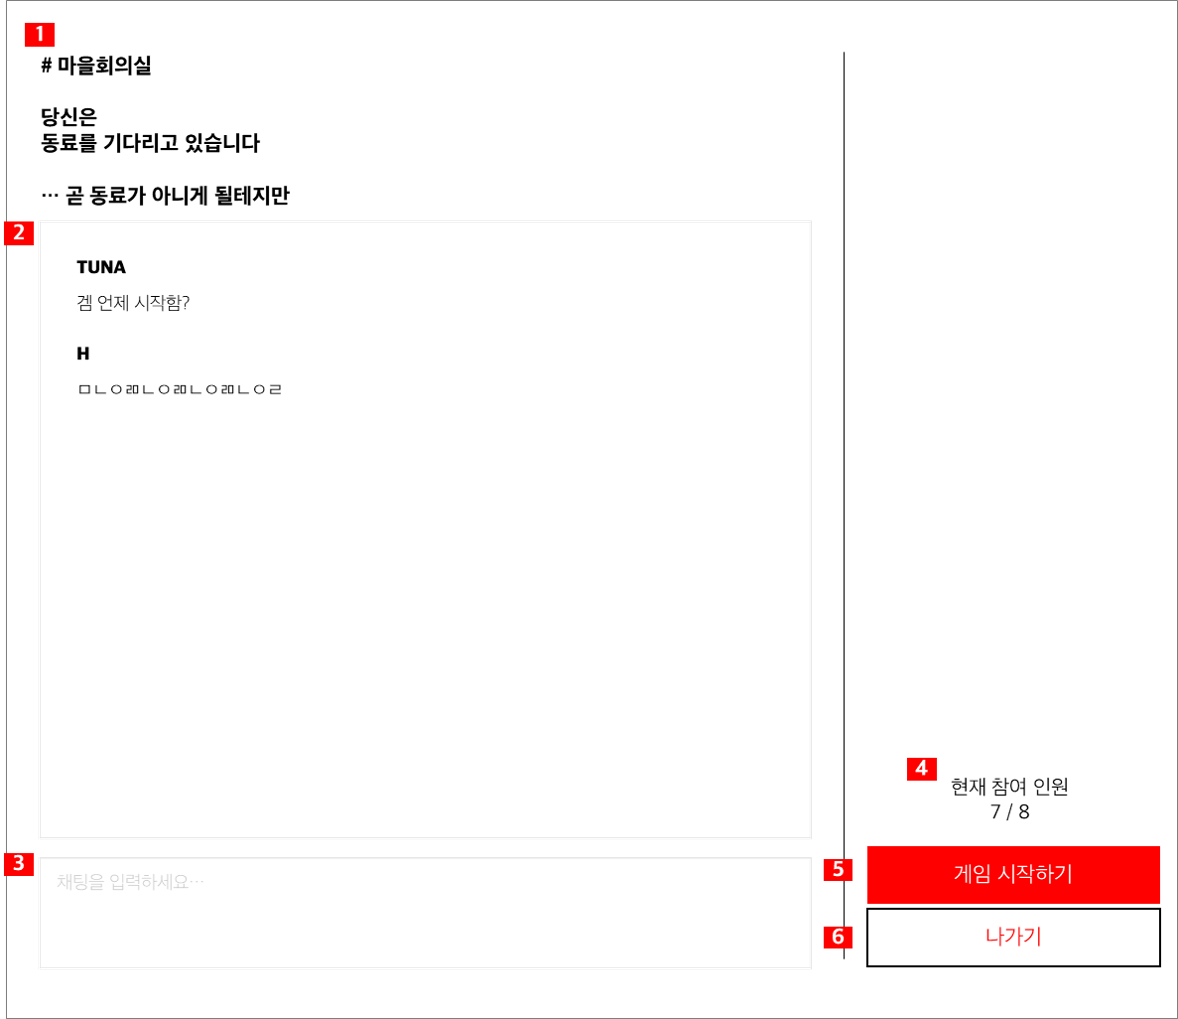 1
# 마을회의실
당신은
동료를 기다리고 있습니다
… 곧 동료가 아니게 될테지만
2
TUNA
겜 언제 시작함?
H
ㅁㄴㅇㄻㄴㅇㄻㄴㅇㄻㄴㅇㄹ
3
채팅을 입력하세요…
4
현재 참여 인원
7 / 8
5
게임 시작하기
6
나가기